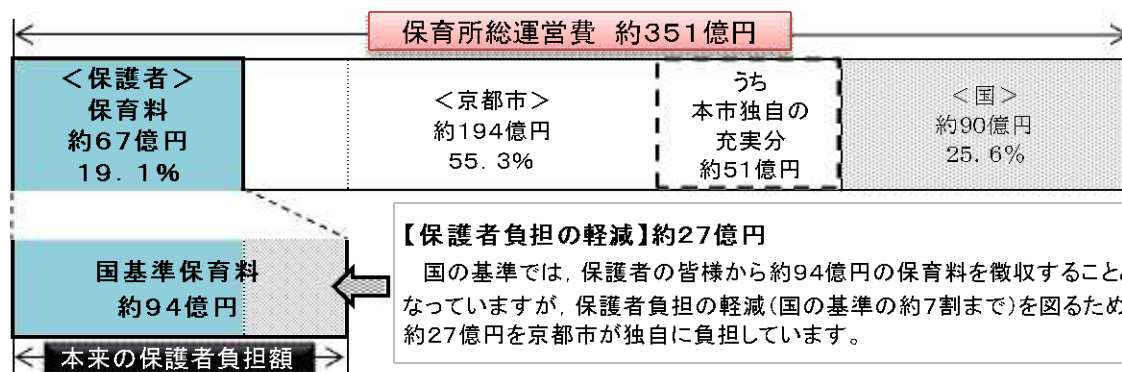 保育所総運営費 約351億円
＜保護者＞
保育料
約67億円
19．1%
＜京都市＞
約194億円
55．3%
うち
本市独自の
充実分
約51億円
＜国＞
約90億円
25．6%
国基準保育料
約94億円
本来の保護者負担額
【保護者負担の軽減】約27億円
国の基準では，保護者の皆様から約94億円の保育料を徴収すること
なっていますが，保護者負担の軽減（国の基準の約7割まで）を図るため
約27億円を京都市が独自に負担しています。